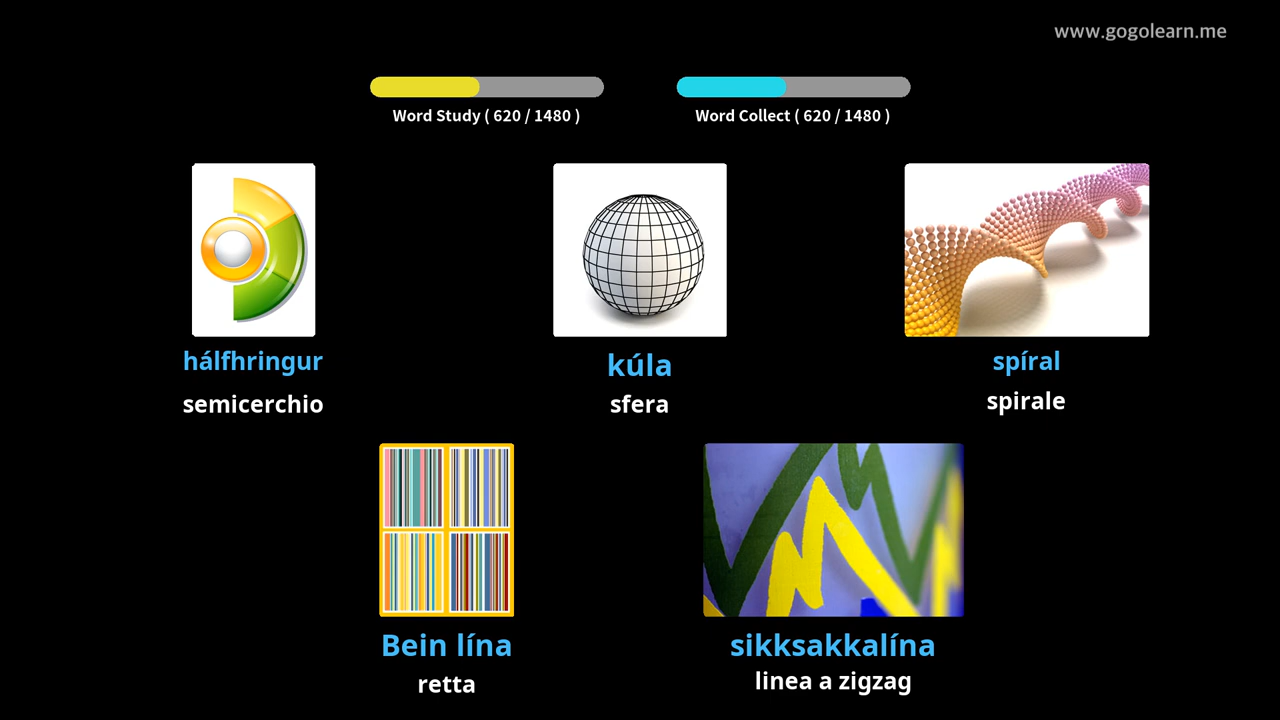 www.gogolearn.me
Word Study ( 620 / 1480 )
Word Collect ( 620 / 1480 )
hálfhringur
semicerchio
kúla
sfera
spíral
spirale
Bein lína
retta
sikksakkalína
linea a zigzag